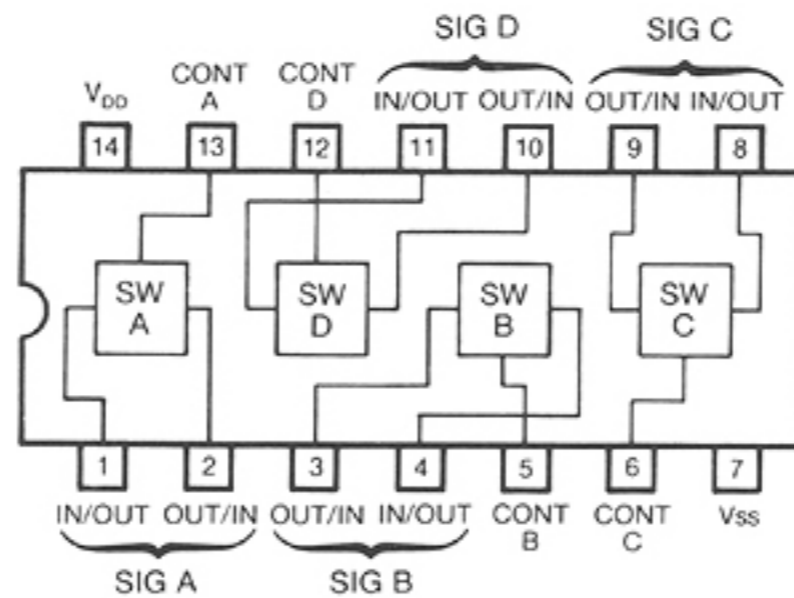 SIG D SIG C
CONT A
CONT D
V_DD
IN/OUT OUT/IN OUT/IN IN/OUT
14 13 12 11 10 9 8
SW A
SW D
SW B
SW C
1 2 3 4 5 6 7
IN/OUT OUT/IN OUT/IN IN/OUT
CONT B
CONT C
Vss
SIG A SIG B